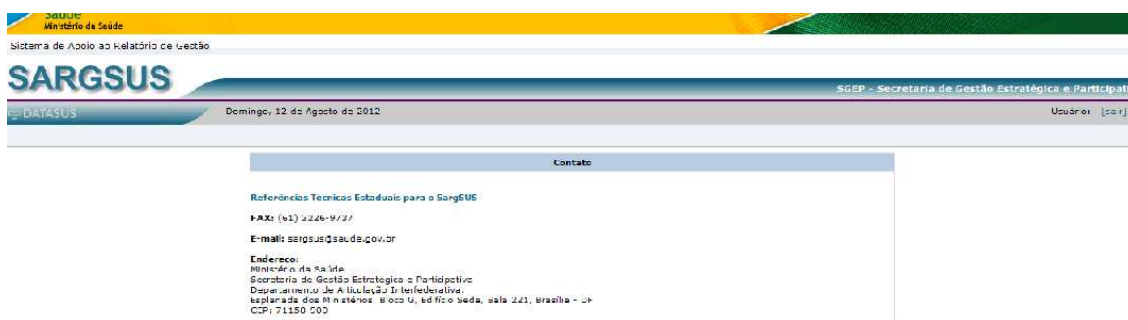 Saúde
Ministério da Saúde
Sistema de Apoio ao Relatório de Gestão
SARGSUS
SGEP - Secretaria de Gestão Estratégica e Participati
DATASUS
Domingo, 12 de Agosto de 2012
Usuário: [sair]
Contato
Referências Técnicas Estaduais para o SargSUS
FAX: (61) 3226-9737
E-mail: sargsus@saude.gov.br
Endereço:
Ministério da Saúde
Secretaria de Gestão Estratégica e Participativa
Departamento de Articulação Interfederativa.
Esplanada dos Ministérios, Bloco G, Edifício Sede, Sala 221, Brasília - DF
CEP: